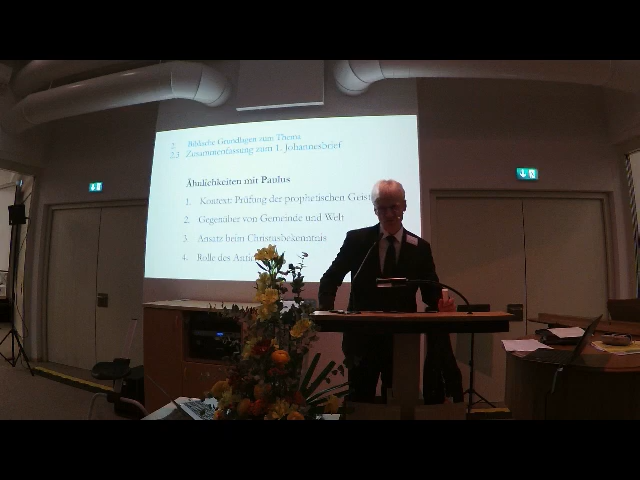 2. Biblische Grundlagen zum Thema
2.3 Zusammenfassung zum 1. Johannesbrief
Ähnlichkeiten mit Paulus
1. Kontext: Prüfung der prophetischen Geist
2. Gegenüber von Gemeinde und Welt
3. Ansatz beim Christusbekenntnis
4. Rolle des